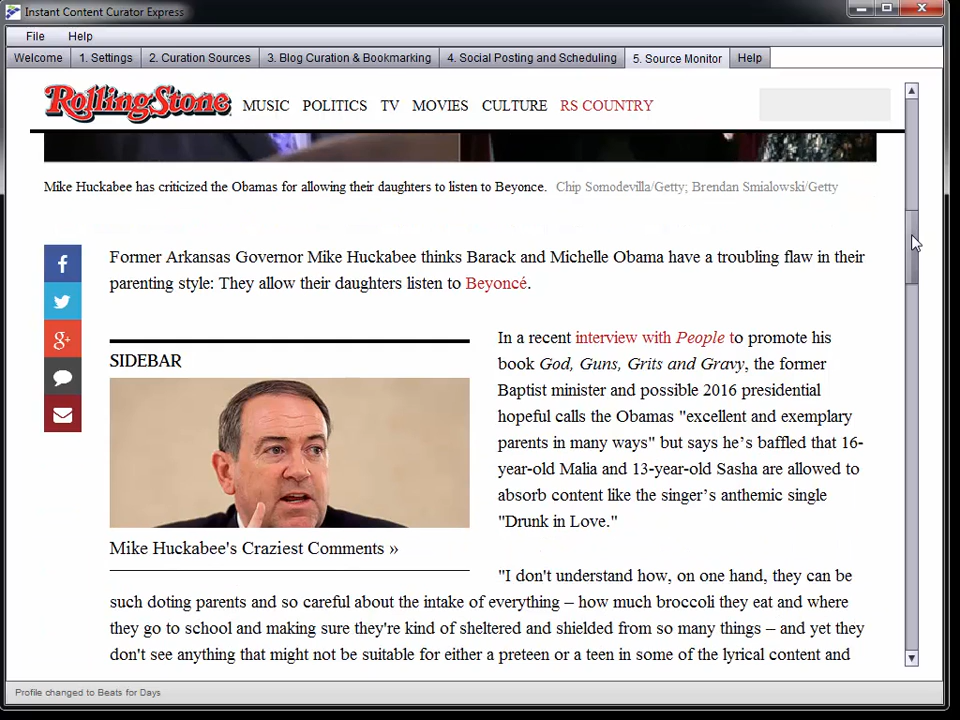 Instant Content Curator Express
File Help
Welcome 1. Settings 2. Curation Sources 3. Blog Curation & Bookmarking 4. Social Posting and Scheduling 5. Source Monitor Help
RollingStone MUSIC POLITICS TV MOVIES CULTURE RS COUNTRY
Mike Huckabee has criticized the Obamas for allowing their daughters to listen to Beyonce. Chip Somodevilla/Getty; Brendan Smialowski/Getty
Former Arkansas Governor Mike Huckabee thinks Barack and Michelle Obama have a troubling flaw in their
parenting style: They allow their daughters listen to Beyoncé.
f
g+
SIDEBAR
Mike Huckabee's Craziest Comments »
In a recent interview with People to promote his
book God, Guns, Grits and Gravy, the former
Baptist minister and possible 2016 presidential
hopeful calls the Obamas "excellent and exemplary
parents in many ways" but says he's baffled that 16-
year-old Malia and 13-year-old Sasha are allowed to
absorb content like the singer's anthemic single
"Drunk in Love."
"I don't understand how, on one hand, they can be
such doting parents and so careful about the intake of everything – how much broccoli they eat and where
they go to school and making sure they're kind of sheltered and shielded from so many things – and yet they
don't see anything that might not be suitable for either a preteen or a teen in some of the lyrical content and
Profile changed to Beats for Days